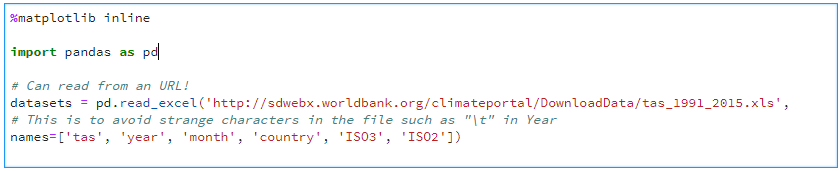 %matplotlib inline
import pandas as pd
# Can read from an URL!
datasets = pd.read_excel('http://sdwebx.worldbank.org/climateportal/DownloadData/tas_1991_2015.xls',
# This is to avoid strange characters in the file such as "\t" in Year
names=['tas', 'year', 'month', 'country', 'ISO3', 'ISO2'])